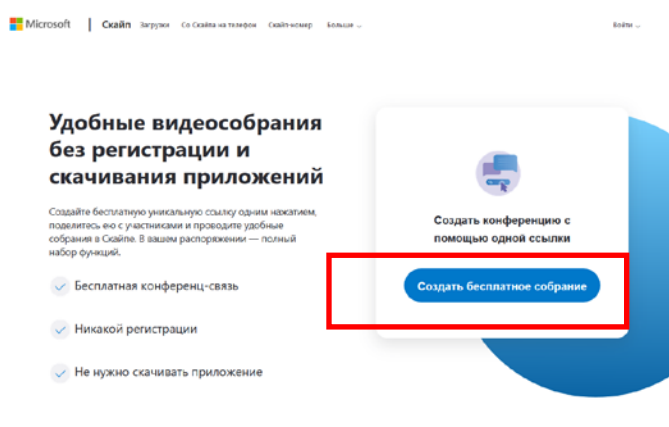 Microsoft | Скайп Загрузки Со Скайпа на телефон Скайп-номер Больше Войти
Удобные видеособрания
без регистрации и
скачивания приложений
Создайте бесплатную уникальную ссылку одним нажатием,
поделитесь ею с участниками и проводите удобные
собрания в Скайпе. В вашем распоряжении — полный
набор функций.
Бесплатная конференц-связь
Никакой регистрации
Не нужно скачивать приложение
Создать конференцию с
помощью одной ссылки
Создать бесплатное собрание